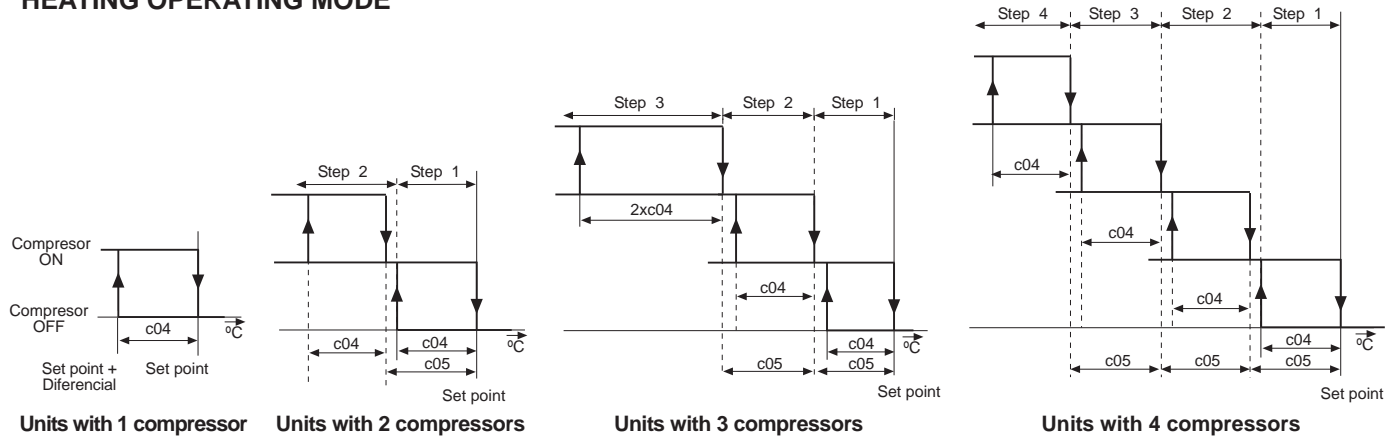 HEATING OPERATING MODE
Compresor
ON
Compresor
OFF
c04
ºC
Set point +
Diferencial
Set point
Units with 1 compressor
Step 2
Step 1
c04
c04
c05
ºC
Set point
Units with 2 compressors
Step 3
Step 2
Step 1
2xc04
c04
c04
ºC
c05
c05
Set point
Units with 3 compressors
Step 4
Step 3
Step 2
Step 1
c04
c04
c04
c04
ºC
c05
c05
c05
Set point
Units with 4 compressors